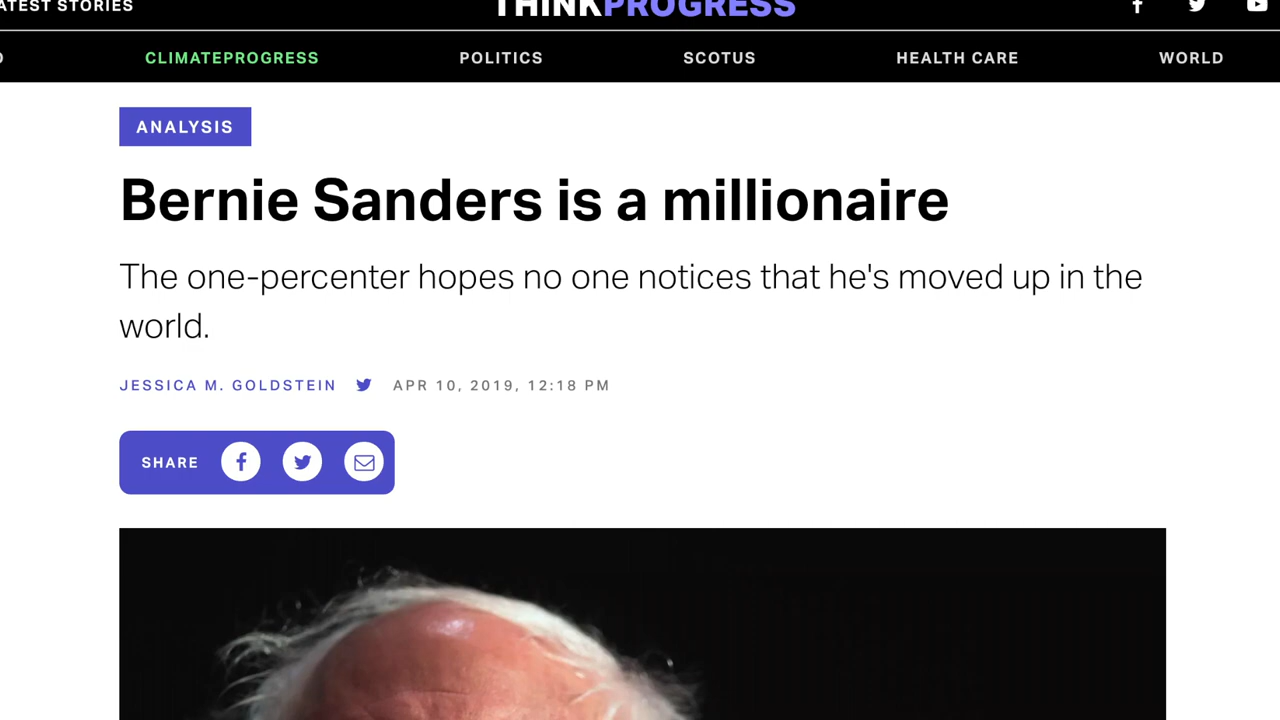 ATEST STORIES
THINKPROGRESS
CLIMATEPROGRESS POLITICS SCOTUS HEALTH CARE WORLD
ANALYSIS
Bernie Sanders is a millionaire
The one-percenter hopes no one notices that he's moved up in the
world.
JESSICA M. GOLDSTEIN APR 10, 2019, 12:18 PM
SHARE